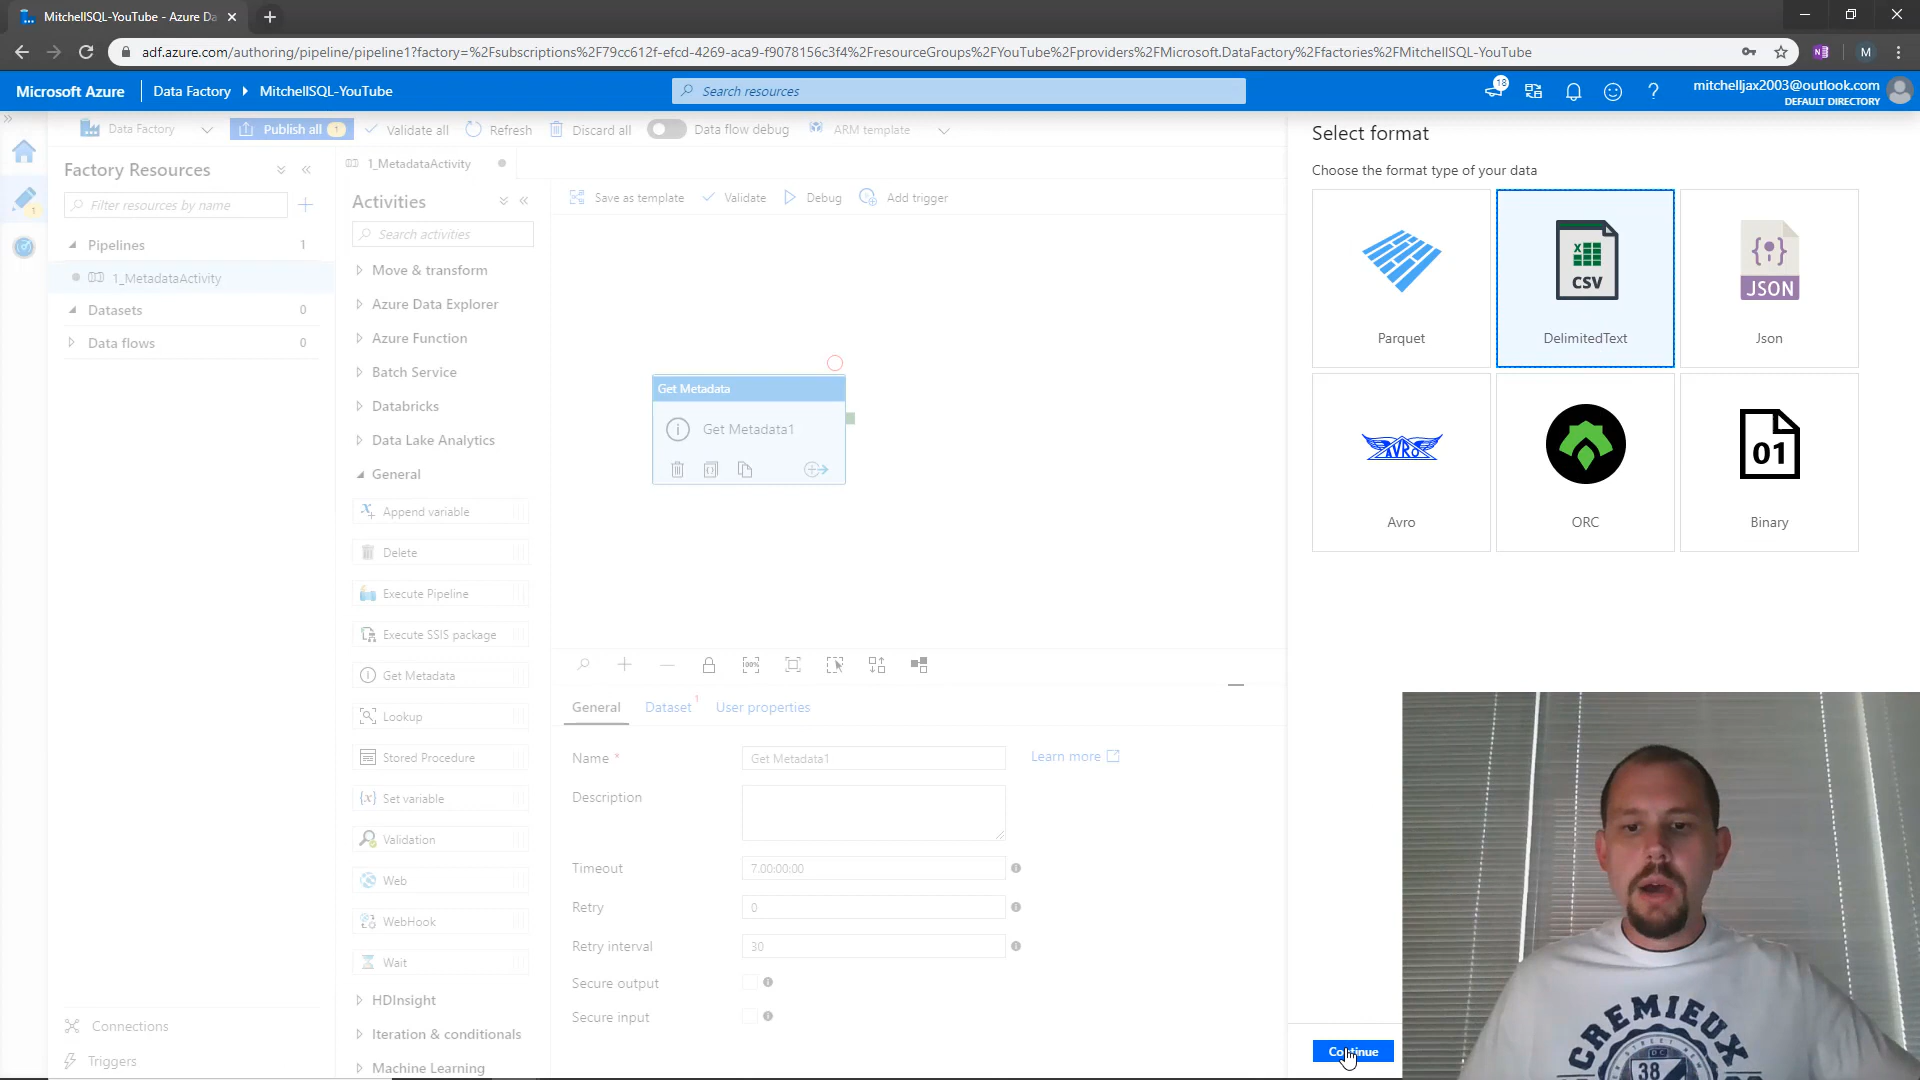 MitchellSQL-YouTube - Azure Da
adf.azure.com/authoring/pipeline/pipeline1?factory=%2Fsubscriptions%2F79cc612f-efcd-4269-aca9-f9078156c3f4%2FresourceGroups%2FYouTube%2Fproviders%2FMicrosoft.DataFactory%2Ffactories%2FMitchellSQL-YouTube
M
Microsoft Azure
Data Factory
MitchellSQL-YouTube
Search resources
18
?
mitchelljax2003@outlook.com
DEFAULT DIRECTORY
Data Factory
Publish all 1
Validate all
Refresh
Discard all
Data flow debug
ARM template
1
Factory Resources
Filter resources by name
Pipelines 1
1_MetadataActivity
Datasets 0
Data flows 0
Connections
Triggers
1_MetadataActivity
Activities
Search activities
Move & transform
Azure Data Explorer
Azure Function
Batch Service
Databricks
Data Lake Analytics
General
Append variable
Delete
Execute Pipeline
Execute SSIS package
Get Metadata
Lookup
Stored Procedure
Set variable
Validation
Web
WebHook
Wait
HDInsight
Iteration & conditionals
Machine Learning
Save as template
Validate
Debug
Add trigger
Get Metadata
Get Metadata1
100%
General
Dataset 1
User properties
Name *
Get Metadata1
Learn more
Description
Timeout
7.00:00:00
Retry
0
Retry interval
30
Secure output
Secure input
Select format
Choose the format type of your data
Parquet
CSV
DelimitedText
JSON
Json
AVRO
Avro
ORC
01
Binary
Continue
CREMIEUX
DC
38